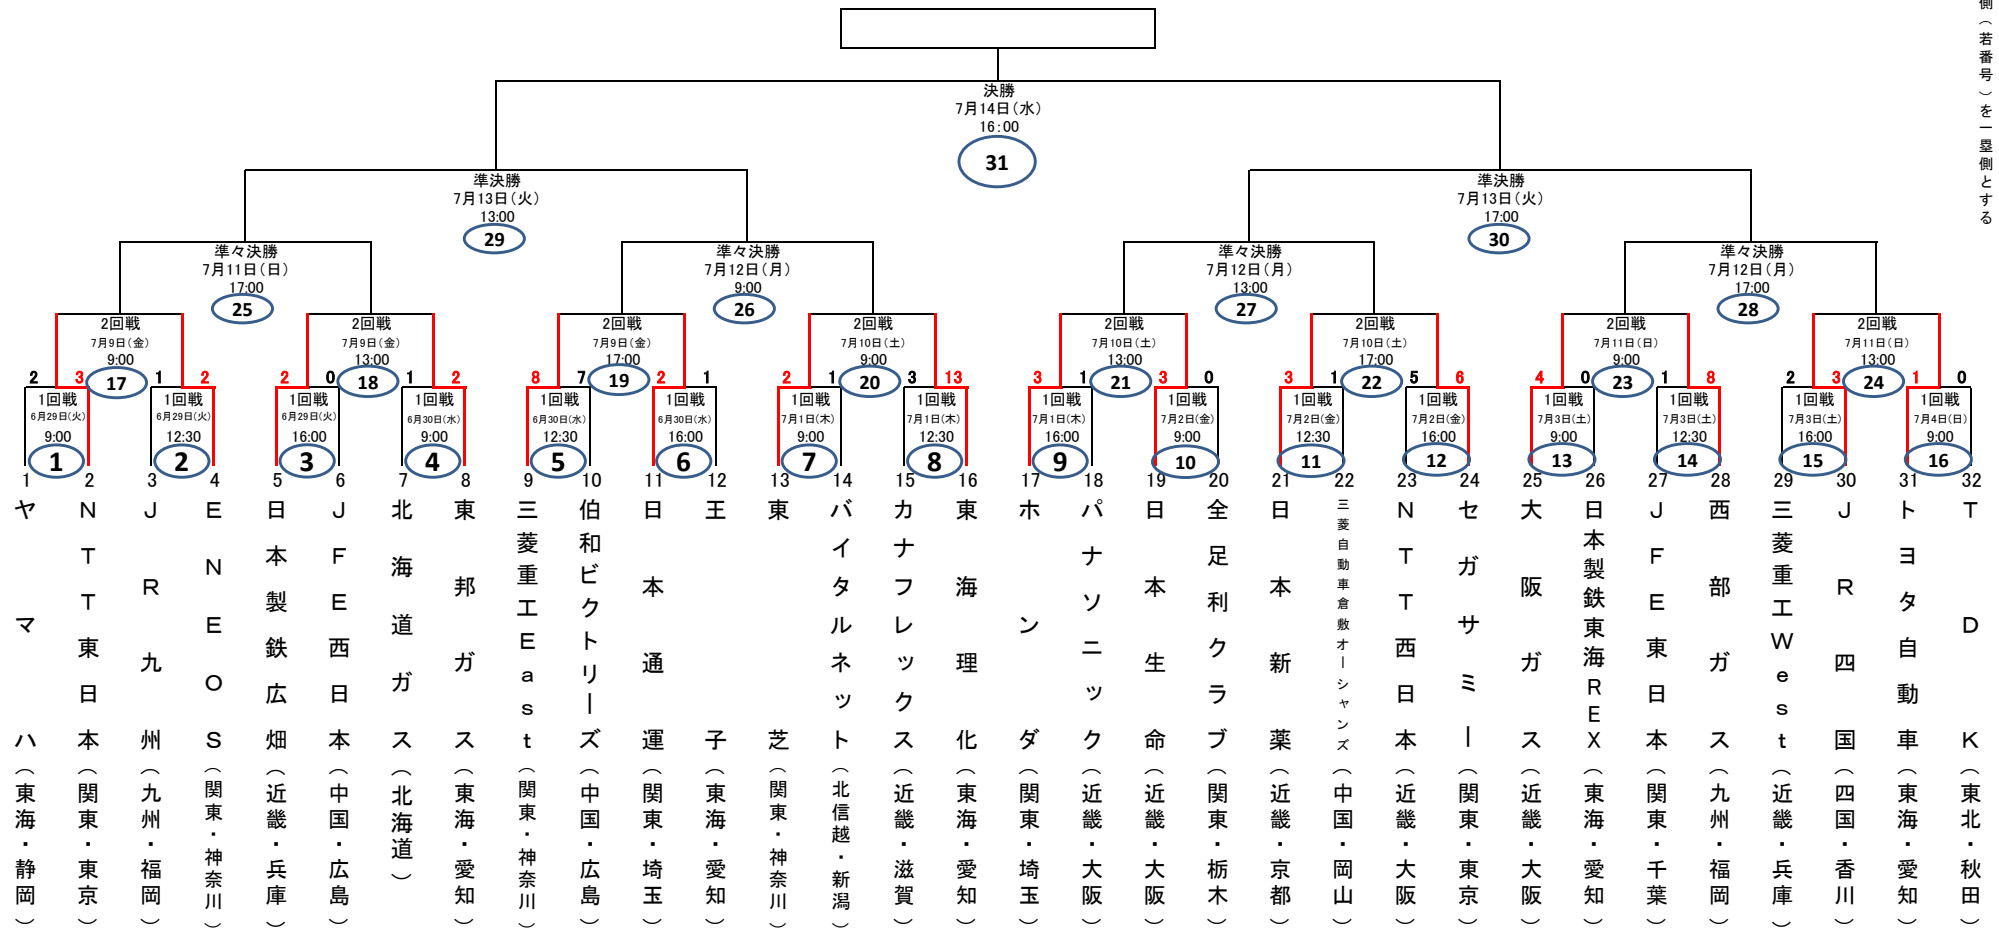 側（若番号）を一塁側とする
決勝
7月14日（水）
16:00
31
準決勝
7月13日（火）
13:00
29
準決勝
7月13日（火）
17:00
30
準々決勝
7月11日（日）
17:00
25
準々決勝
7月12日（月）
9:00
26
準々決勝
7月12日（月）
13:00
27
準々決勝
7月12日（月）
17:00
28
2回戦
7月9日（金）
9:00
17
2回戦
7月9日（金）
13:00
18
2回戦
7月9日（金）
17:00
19
2回戦
7月10日（土）
9:00
20
2回戦
7月10日（土）
13:00
21
2回戦
7月10日（土）
17:00
22
2回戦
7月11日（日）
9:00
23
2回戦
7月11日（日）
13:00
24
2 3
1回戦
6月29日（火）
9:00
1
1 2
1回戦
6月29日（火）
12:30
2
2 0
1回戦
6月29日（火）
16:00
3
1 2
1回戦
6月30日（水）
9:00
4
8 7
1回戦
6月30日（水）
12:30
5
2 1
1回戦
6月30日（水）
16:00
6
2 1
1回戦
7月1日（木）
9:00
7
3 13
1回戦
7月1日（木）
12:30
8
3 1
1回戦
7月1日（木）
16:00
9
3 0
1回戦
7月2日（金）
9:00
10
3 1
1回戦
7月2日（金）
12:30
11
5 6
1回戦
7月2日（金）
16:00
12
4 0
1回戦
7月3日（土）
9:00
13
1 8
1回戦
7月3日（土）
12:30
14
2 3
1回戦
7月3日（土）
16:00
15
1 0
1回戦
7月4日（日）
9:00
16
1 ヤマハ（東海・静岡）
2 NTT東日本（関東・東京）
3 JR九州（九州・福岡）
4 ENEOS（関東・神奈川）
5 日本製鉄広畑（近畿・兵庫）
6 JFE西日本（中国・広島）
7 北海道ガス（北海道）
8 東邦ガス（東海・愛知）
9 三菱重工East（関東・神奈川）
10 伯和ビクトリーズ（中国・広島）
11 日本通運（関東・埼玉）
12 王子（東海・愛知）
13 東芝（関東・神奈川）
14 バイタルネット（北信越・新潟）
15 カナフレックス（近畿・滋賀）
16 東海理化（東海・愛知）
17 ホンダ（関東・埼玉）
18 パナソニック（近畿・大阪）
19 日本生命（近畿・大阪）
20 全足利クラブ（関東・栃木）
21 日本新薬（近畿・京都）
22 三菱自動車倉敷オーシャンズ（中国・岡山）
23 NTT西日本（近畿・大阪）
24 セガサミー（関東・東京）
25 大阪ガス（近畿・大阪）
26 日本製鉄東海REX（東海・愛知）
27 JFE東日本（関東・千葉）
28 西部ガス（九州・福岡）
29 三菱重工West（近畿・兵庫）
30 JR四国（四国・香川）
31 トヨタ自動車（東海・愛知）
32 TDK（東北・秋田）